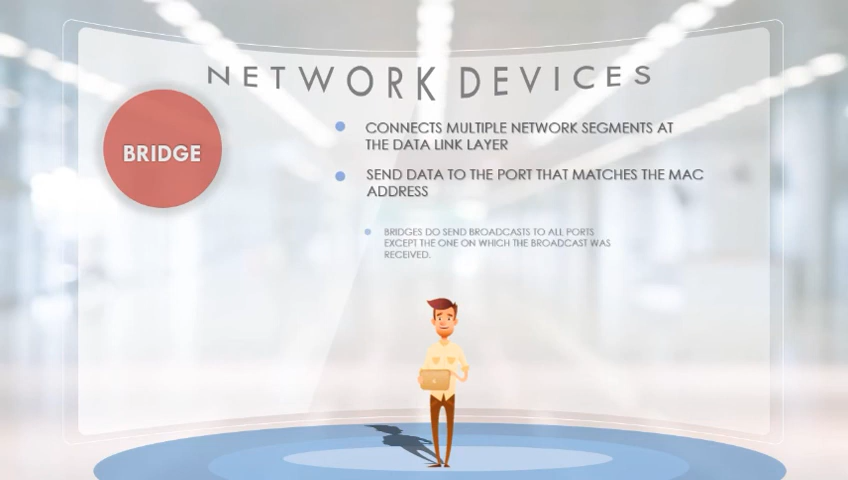 NETWORK DEVICES
BRIDGE
CONNECTS MULTIPLE NETWORK SEGMENTS AT
THE DATA LINK LAYER
SEND DATA TO THE PORT THAT MATCHES THE MAC
ADDRESS
BRIDGES DO SEND BROADCASTS TO ALL PORTS
EXCEPT THE ONE ON WHICH THE BROADCAST WAS
RECEIVED.